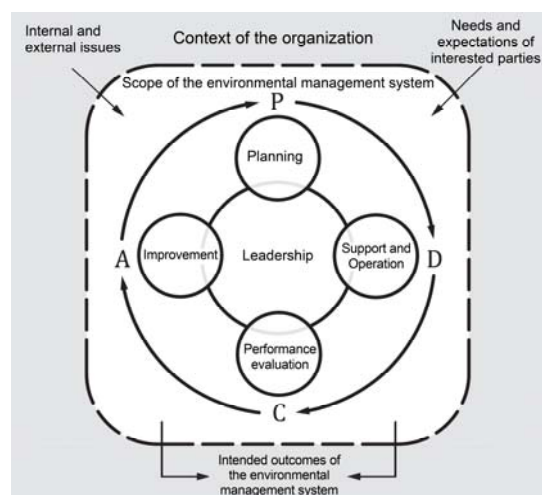 Internal and
external issues
Context of the organization
Needs and
expectations of
interested parties
Scope of the environmental management system
P
Planning
A
Improvement
Leadership
Support and
Operation
D
Performance
evaluation
C
Intended outcomes of
the environmental
management system